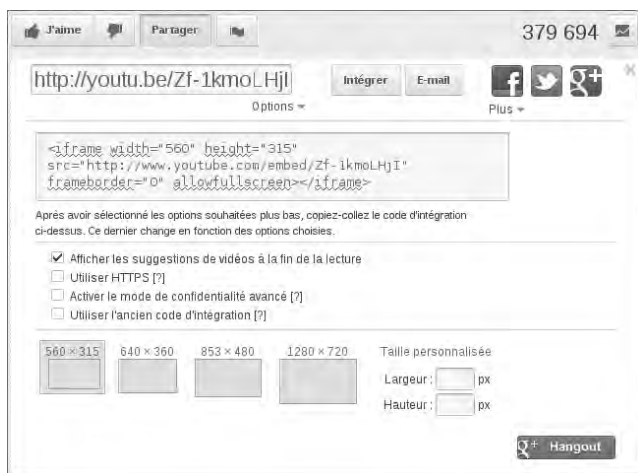 J'aime Partager 379 694
http://youtu.be/Zf-1kmoLHjI Intégrer E-mail f g+
Options Plus
<iframe width="560" height="315"
src="http://www.youtube.com/embed/Zf-1kmoLHjI"
frameborder="0" allowfullscreen></iframe>
Après avoir sélectionné les options souhaitées plus bas, copiez-collez le code d'intégration
ci-dessus. Ce dernier change en fonction des options choisies.
Afficher les suggestions de vidéos à la fin de la lecture
Utiliser HTTPS [?]
Activer le mode de confidentialité avancé [?]
Utiliser l'ancien code d'intégration [?]
560 × 315 640 × 360 853 × 480 1280 × 720 Taille personnalisée
Largeur : px
Hauteur : px
g+ Hangout